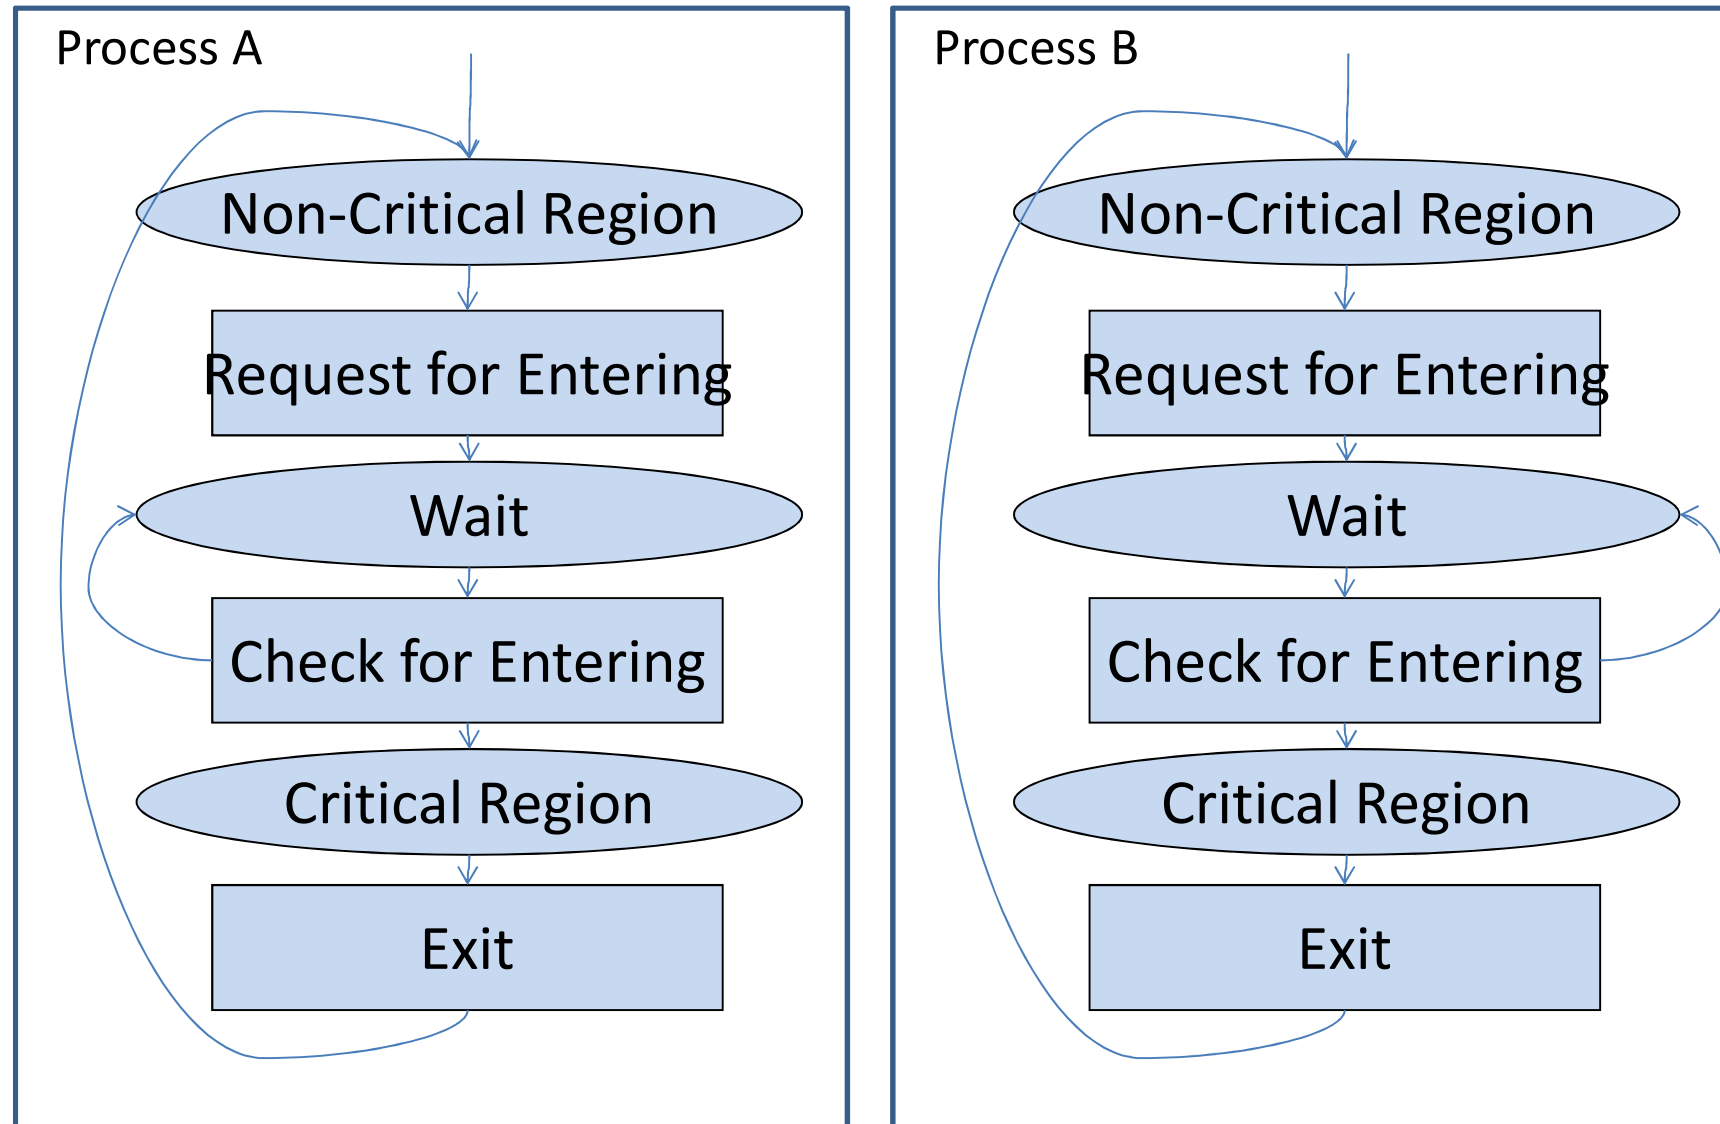 Process A
Non-Critical Region
Request for Entering
Wait
Check for Entering
Critical Region
Exit
Process B
Non-Critical Region
Request for Entering
Wait
Check for Entering
Critical Region
Exit